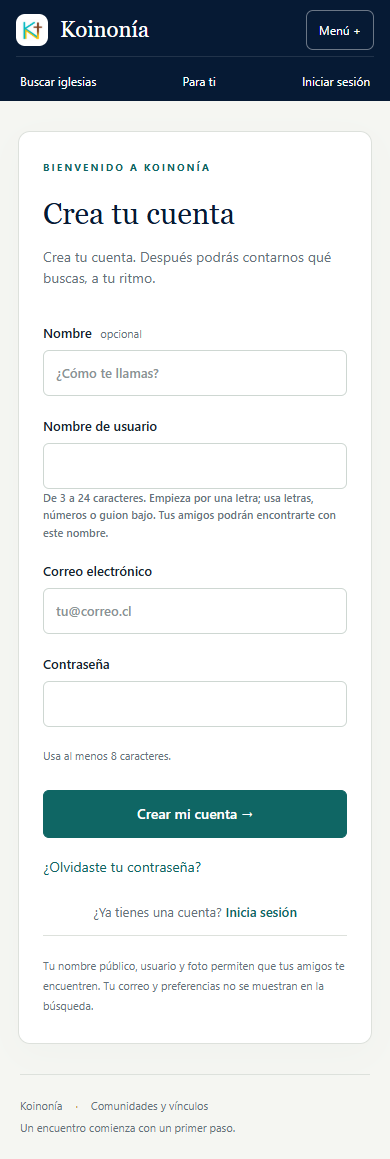 Koinonía
Menú +
Buscar iglesias
Para ti
Iniciar sesión
BIENVENIDO A KOINONÍA
Crea tu cuenta
Crea tu cuenta. Después podrás contarnos qué
buscas, a tu ritmo.
Nombre opcional
¿Cómo te llamas?
Nombre de usuario
De 3 a 24 caracteres. Empieza por una letra; usa letras,
números o guion bajo. Tus amigos podrán encontrarte con
este nombre.
Correo electrónico
tu@correo.cl
Contraseña
Usa al menos 8 caracteres.
Crear mi cuenta →
¿Olvidaste tu contraseña?
¿Ya tienes una cuenta? Inicia sesión
Tu nombre público, usuario y foto permiten que tus amigos te
encuentren. Tu correo y preferencias no se muestran en la
búsqueda.
Koinonía · Comunidades y vínculos
Un encuentro comienza con un primer paso.